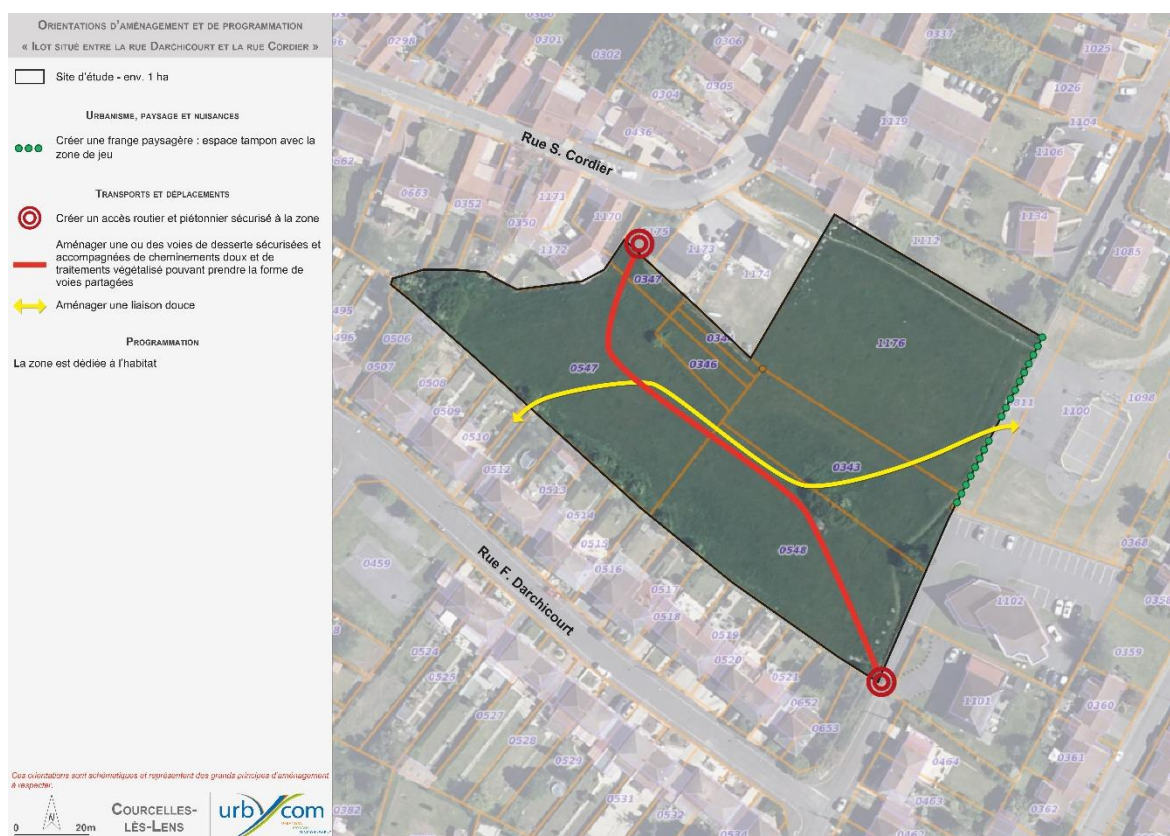 ORIENTATIONS D'AMÉNAGEMENT ET DE PROGRAMMATION
« ILOT SITUÉ ENTRE LA RUE DARCHICOURT ET LA RUE CORDIER »
Site d'étude - env. 1 ha
URBANISME, PAYSAGE ET NUISANCES
Créer une frange paysagère : espace tampon avec la
zone de jeu
TRANSPORTS ET DÉPLACEMENTS
Créer un accès routier et piétonnier sécurisé à la zone
Aménager une ou des voies de desserte sécurisées et
accompagnées de cheminements doux et de
traitements végétalisé pouvant prendre la forme de
voies partagées
Aménager une liaison douce
PROGRAMMATION
La zone est dédiée à l'habitat
Ces orientations sont schématiques et représentent des grands principes d'aménagement
à respecter.
N
0 20m
COURCELLES-
LÈS-LENS
urbycom
Rue S. Cordier
Rue F. Darchicourt
0298
0302
0306
0337
1025
0304
0305
1026
0436
1119
1104
1106
0663
0352
1171
0350
1170
1172
1173
1174
1112
1134
1085
0347
0346
1176
0506
0507
0547
0508
0509
0510
0512
0513
0514
0515
0516
0517
0518
0519
0520
0521
0652
0653
0343
0548
1100
1098
0368
1102
0358
0359
1101
0360
0361
0362
0464
0463
0459
0524
0525
0527
0528
0529
0531
0532
0382